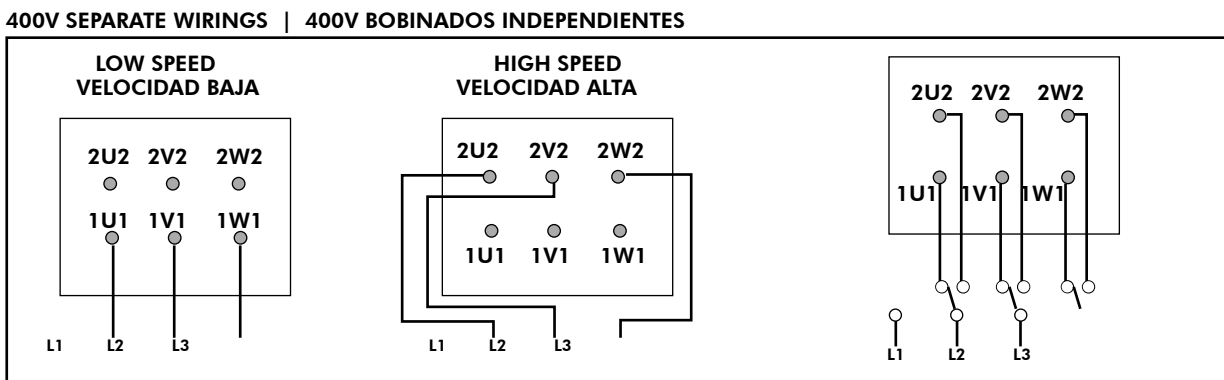 400V SEPARATE WIRINGS | 400V BOBINADOS INDEPENDIENTES
LOW SPEED
VELOCIDAD BAJA
2U2 2V2 2W2
1U1 1V1 1W1
L1 L2 L3
HIGH SPEED
VELOCIDAD ALTA
2U2 2V2 2W2
1U1 1V1 1W1
L1 L2 L3
2U2 2V2 2W2
1U1 1V1 1W1
L1 L2 L3